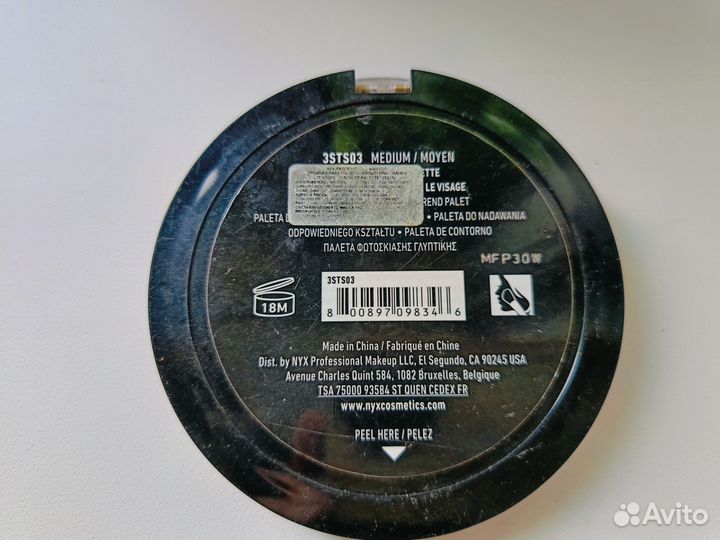 3STS03 MEDIUM / MOYEN
ETTE
LE VISAGE
REND PALET
PALETA D • PALETA DO NADAWANIA
ODPOWIEDNIEGO KSZTAŁTU • PALETA DE CONTORNO
ΠΑΛΕΤΑ ΦΩΤΟΣΚΙΑΣΗΣ ΓΛΥΠΤΙΚΗΣ
MFP30W
3STS03
18M
8 00897 09834 6
Made in China / Fabriqué en Chine
Dist. by NYX Professional Makeup LLC, El Segundo, CA 90245 USA
Avenue Charles Quint 584, 1082 Bruxelles, Belgique
TSA 75000 93584 ST OUEN CEDEX FR
www.nyxcosmetics.com
PEEL HERE / PELEZ
Avito